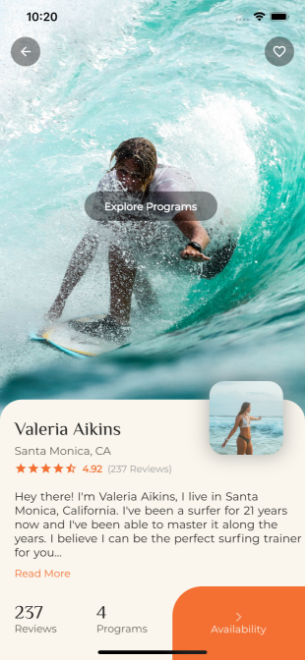 10:20
Explore Programs
Valeria Aikins
Santa Monica, CA
4.92 (237 Reviews)
Hey there! I'm Valeria Aikins, I live in Santa
Monica, California. I've been a surfer for 21 years
now and I've been able to master it along the
years. I believe I can be the perfect surfing trainer
for you...
Read More
237
Reviews
4
Programs
Availability